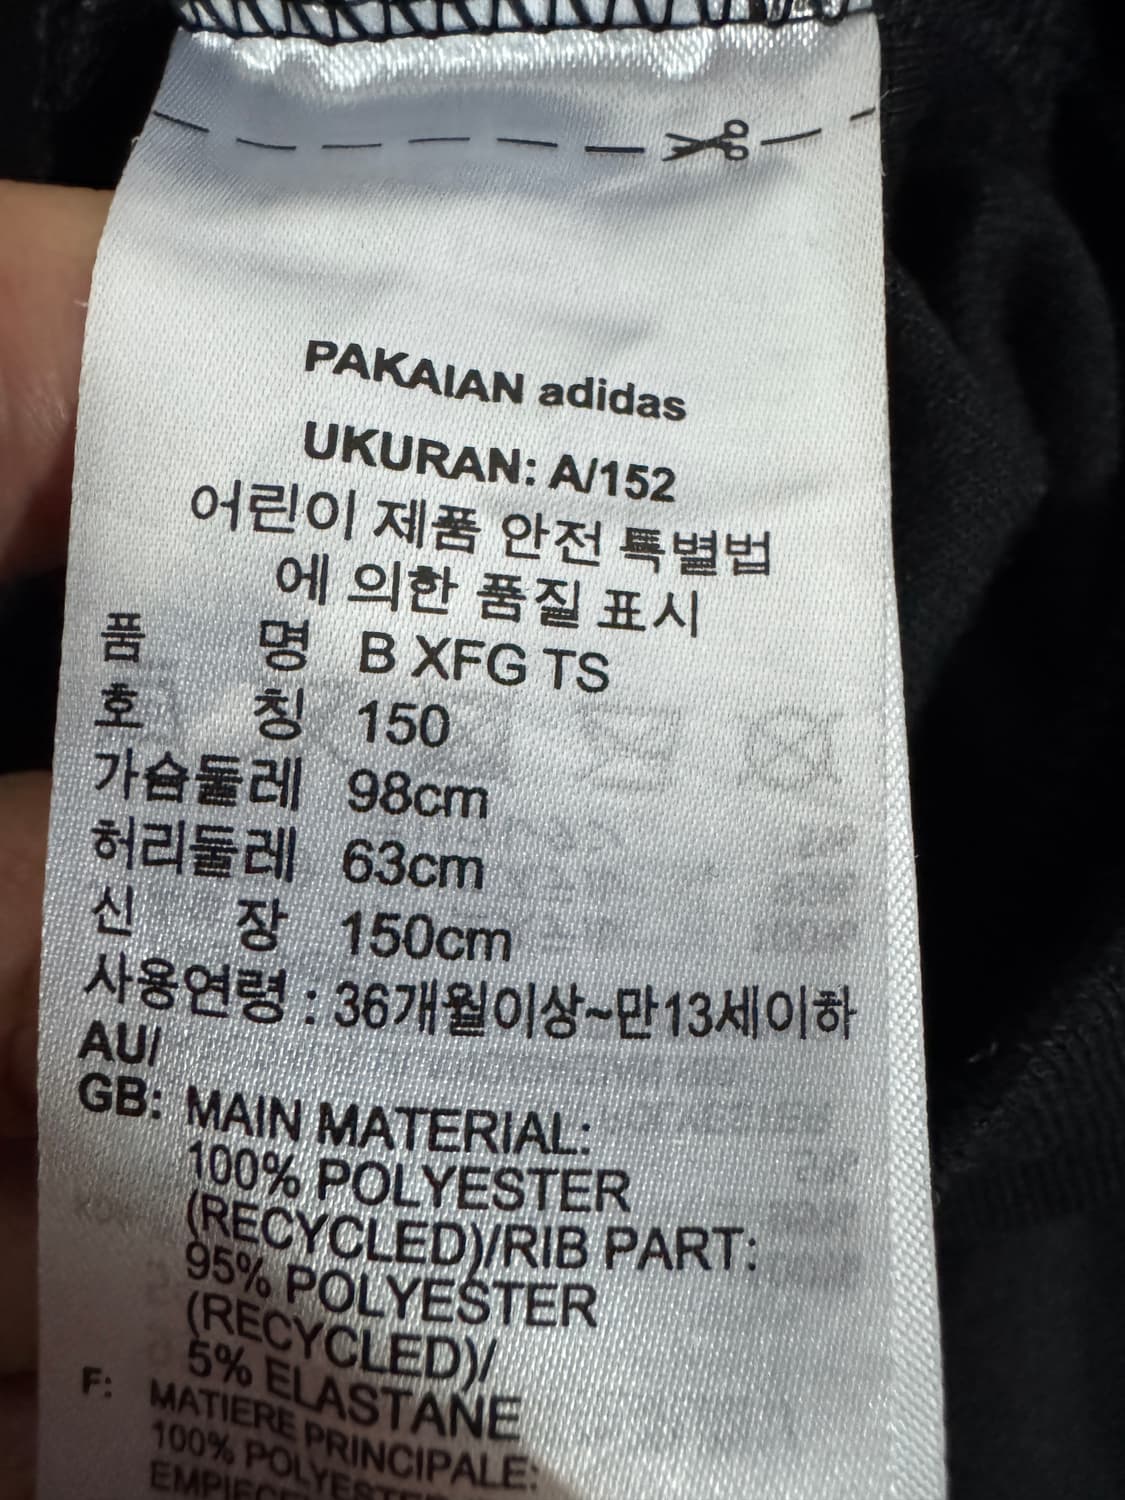 PAKAIAN adidas
UKURAN: A/152
어린이 제품 안전 특별법
에 의한 품질 표시
품 명 B XFG TS
호 칭 150
가슴둘레 98cm
허리둘레 63cm
신 장 150cm
사용연령 : 36개월이상~만13세이하
AU/
GB: MAIN MATERIAL:
100% POLYESTER
(RECYCLED)/RIB PART:
95% POLYESTER
(RECYCLED)/
5% ELASTANE
F: MATIERE PRINCIPALE:
100% POLYESTER